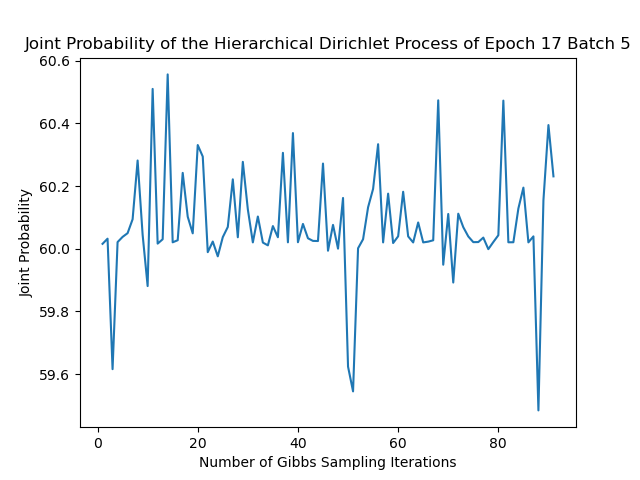 Joint Probability of the Hierarchical Dirichlet Process of Epoch 17 Batch 5
60.6
60.4
60.2
60.0
59.8
59.6
Joint Probability
0 20 40 60 80
Number of Gibbs Sampling Iterations